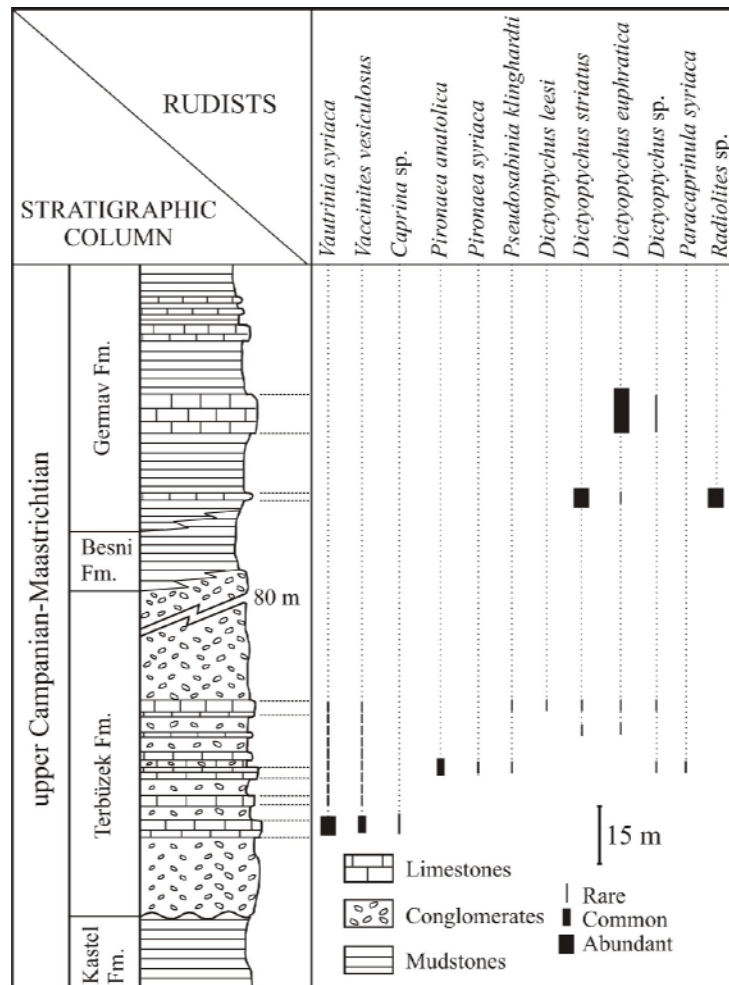 RUDISTS
STRATIGRAPHIC
COLUMN
Vautrinia syriaca
Vaccinites vesiculosus
Caprina sp.
Pironaea anatolica
Pironaea syriaca
Pseudosabinia klinghardti
Dictyoptychus leesi
Dictyoptychus striatus
Dictyoptychus euphratica
Dictyoptychus sp.
Paracaprinula syriaca
Radiolites sp.
upper Campanian-Maastrichtian
Germav Fm.
Besni
Fm.
Terbüzek Fm.
Kastel
Fm.
80 m
15 m
Limestones
Conglomerates
Mudstones
Rare
Common
Abundant